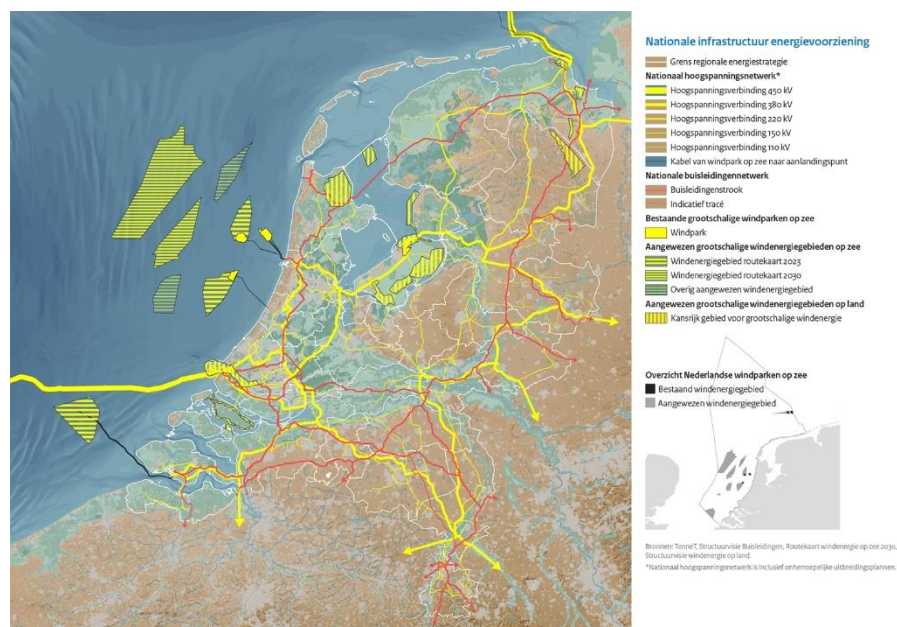 Nationale infrastructuur energievoorziening
Grens regionale energiestrategie
Nationaal hoogspanningsnetwerk*
Hoogspanningsverbinding 450 kV
Hoogspanningsverbinding 380 kV
Hoogspanningsverbinding 220 kV
Hoogspanningsverbinding 150 kV
Hoogspanningsverbinding 110 kV
Kabel van windpark op zee naar aanlandingspunt
Nationale buisleidingennetwerk
Buisleidingenstrook
Indicatief tracé
Bestaande grootschalige windparken op zee
Windpark
Aangewezen grootschalige windenergiegebieden op zee
Windenergiegebied routekaart 2023
Windenergiegebied routekaart 2030
Overig aangewezen windenergiegebied
Aangewezen grootschalige windenergiegebieden op land
Kansrijk gebied voor grootschalige windenergie
Overzicht Nederlandse windparken op zee
Bestaand windenergiegebied
Aangewezen windenergiegebied
Bronnen: TenneT, Structuurvisie Buisleidingen, Routekaart windenergie op zee 2030,
Structuurvisie windenergie op land.
*Nationaal hoogspanningsnetwerk is inclusief onherroepelijke uitbreidingsplannen.